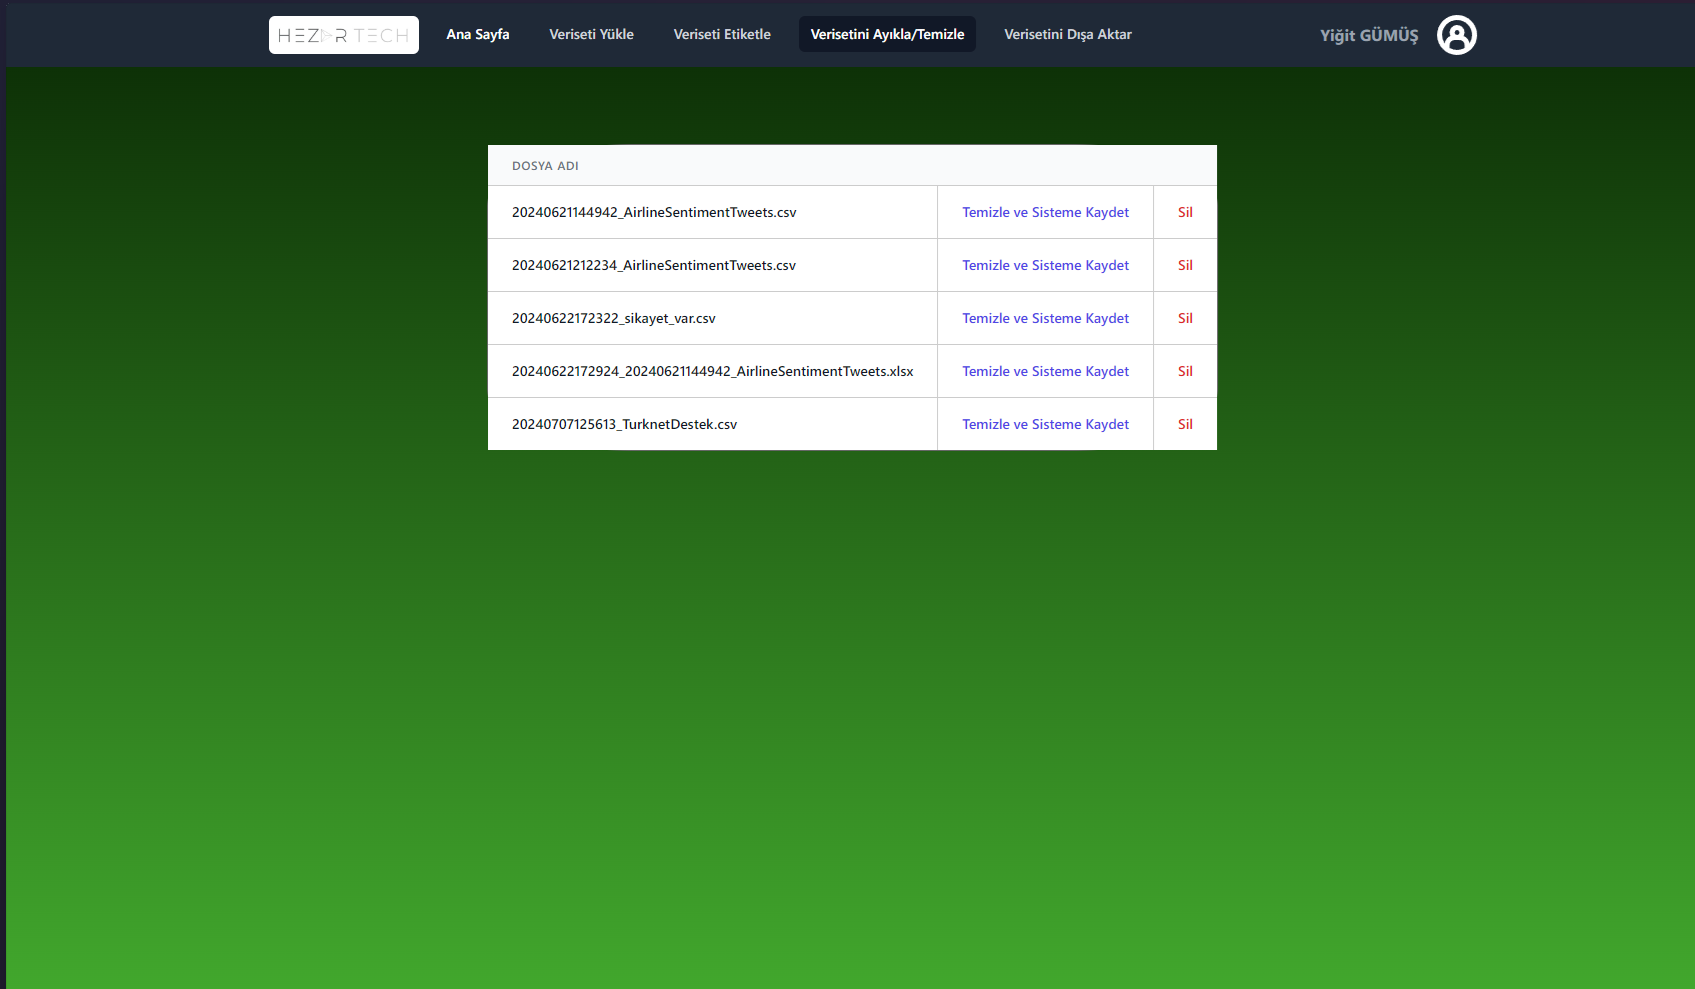 HEZARTECH Ana Sayfa Veriseti Yükle Veriseti Etiketle Verisetini Ayıkla/Temizle Verisetini Dışa Aktar Yiğit GÜMÜŞ
DOSYA ADI
20240621144942_AirlineSentimentTweets.csv Temizle ve Sisteme Kaydet Sil
20240621212234_AirlineSentimentTweets.csv Temizle ve Sisteme Kaydet Sil
20240622172322_sikayet_var.csv Temizle ve Sisteme Kaydet Sil
20240622172924_20240621144942_AirlineSentimentTweets.xlsx Temizle ve Sisteme Kaydet Sil
20240707125613_TurknetDestek.csv Temizle ve Sisteme Kaydet Sil